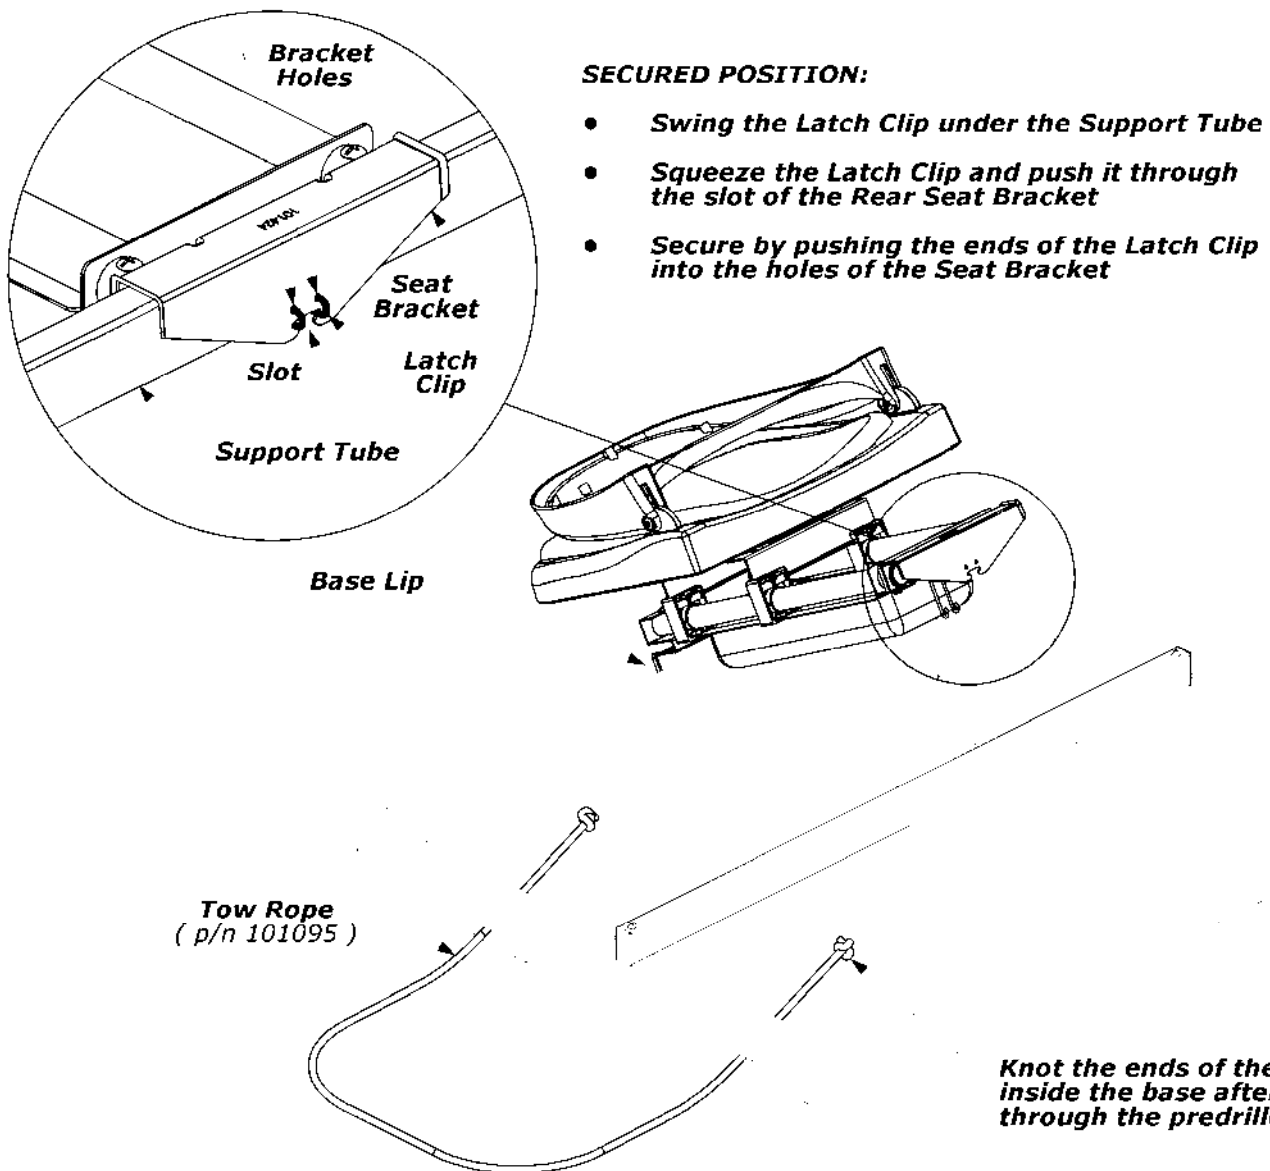 Bracket
Holes
SECURED POSITION:
● Swing the Latch Clip under the Support Tube
● Squeeze the Latch Clip and push it through
the slot of the Rear Seat Bracket
● Secure by pushing the ends of the Latch Clip
into the holes of the Seat Bracket
Seat
Bracket
Slot
Latch
Clip
Support Tube
Base Lip
Tow Rope
( p/n 101095 )
Knot the ends of the
inside the base after
through the